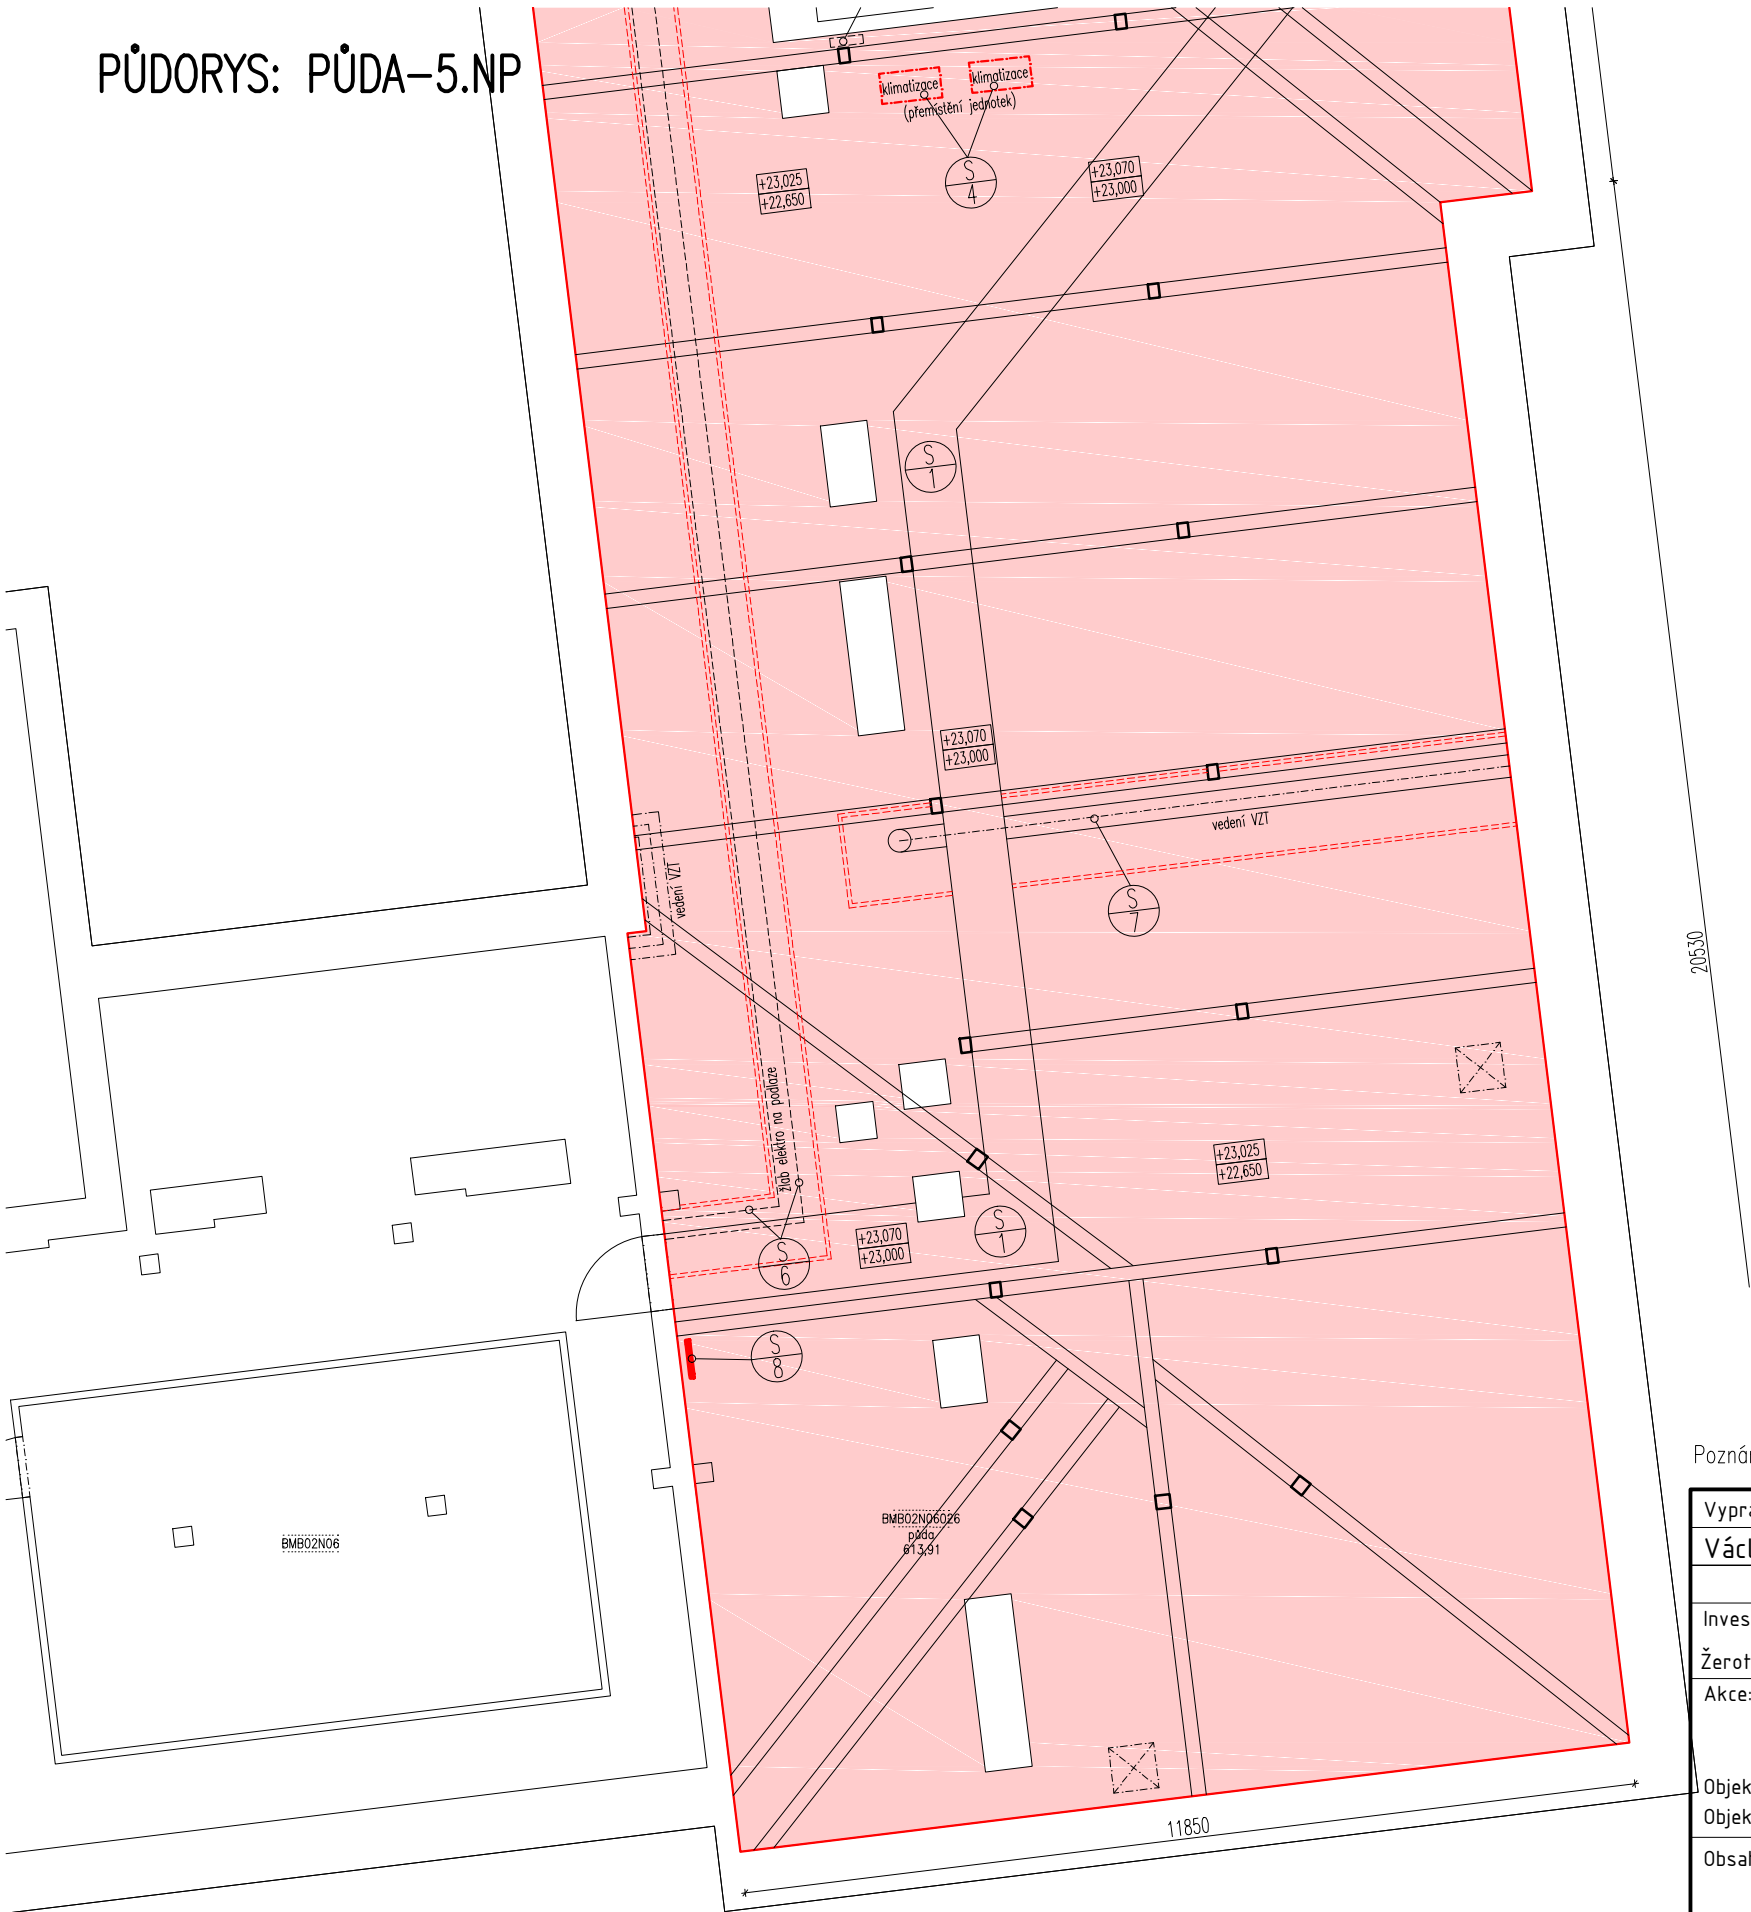 PŮDORYS: PŮDA-5.NP
klimatizace
klimatizace
(přemístění jednotek)
S
4
+23,025
+22,650
+23,070
+23,000
S
1
+23,070
+23,000
vedení VZT
vedení VZT
S
7
20530
žlab elektro na podlaze
+23,025
+22,650
S
1
+23,070
+23,000
S
6
S
8
BMB02N06026
půda
613,91
BMB02N06
11850
Poznám
Vypra
Václ
Inves
Žerot
Akce:
Objek
Objek
Obsah